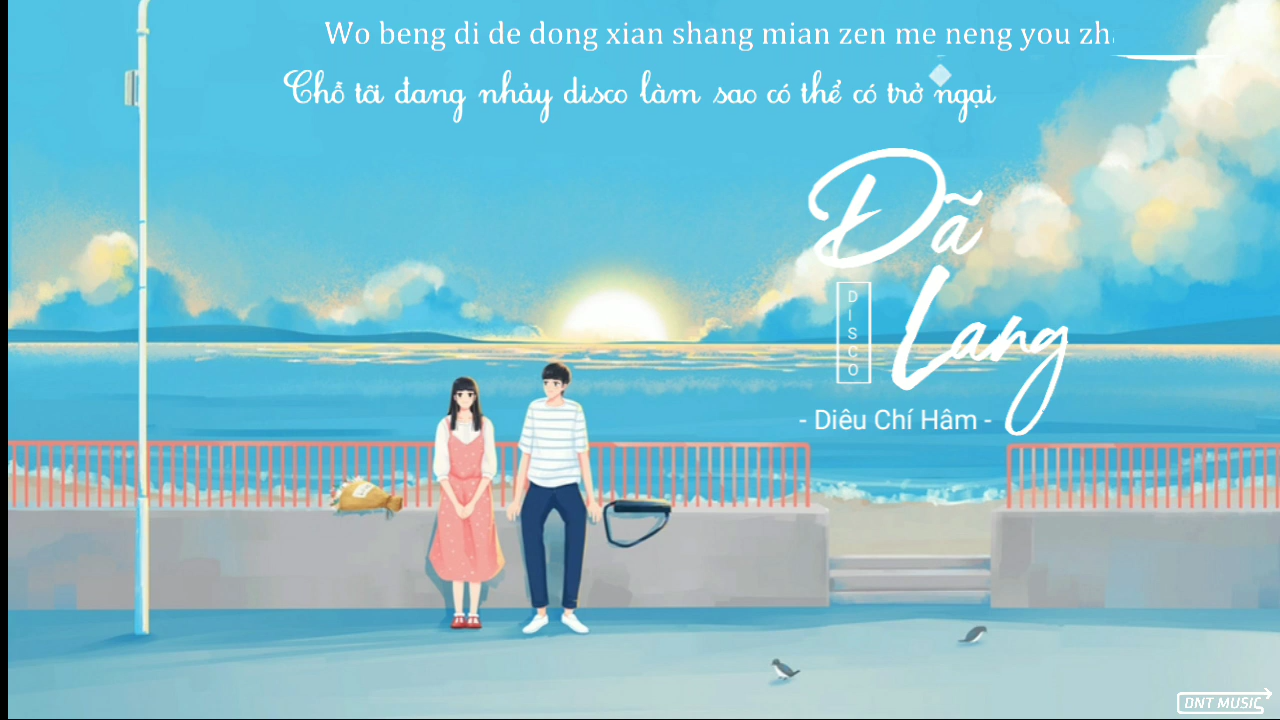 Wo beng di de dong xian shang mian zen me neng you
Chỗ tôi đang nhảy disco làm sao có thể có trở ngại
Dã
Lang
DISCO
- Diêu Chí Hâm -
DNT MUSIC